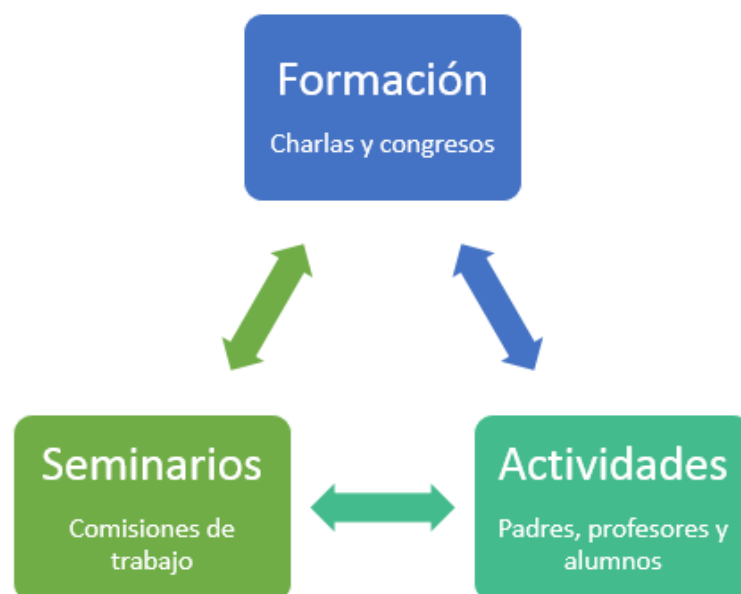 Formación
Charlas y congresos
Seminarios
Comisiones de
trabajo
Actividades
Padres, profesores y
alumnos